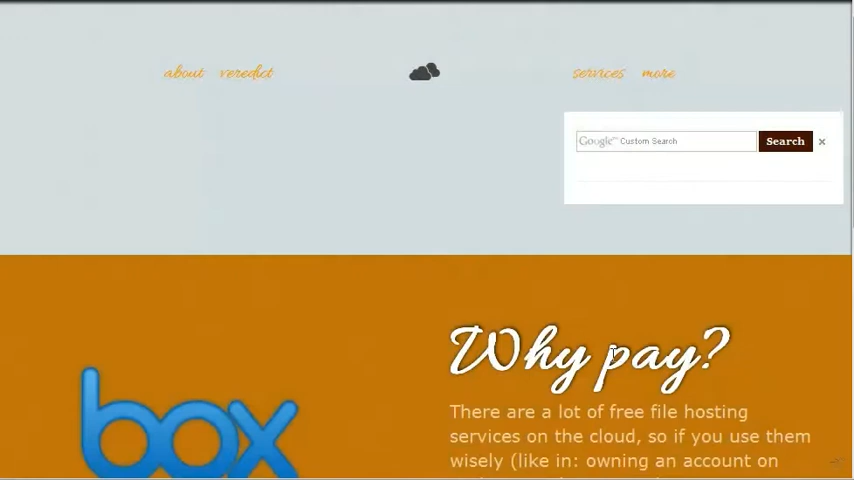 about veredict services more
Google™ Custom Search Search ×
Why pay?
There are a lot of free file hosting
services on the cloud, so if you use them
wisely (like in: owning an account on
box